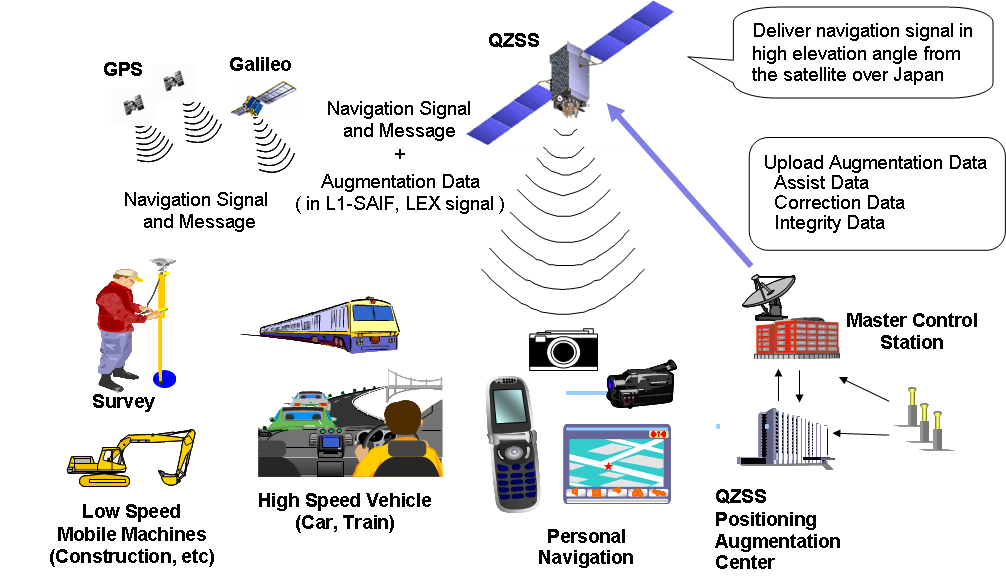 GPS
Galileo
QZSS
Deliver navigation signal in
high elevation angle from
the satellite over Japan
Navigation Signal
and Message
+
Augmentation Data
( in L1-SAIF, LEX signal )
Navigation Signal
and Message
Upload Augmentation Data
Assist Data
Correction Data
Integrity Data
Master Control
Station
Survey
High Speed Vehicle
(Car, Train)
Low Speed
Mobile Machines
(Construction, etc)
Personal
Navigation
QZSS
Positioning
Augmentation
Center